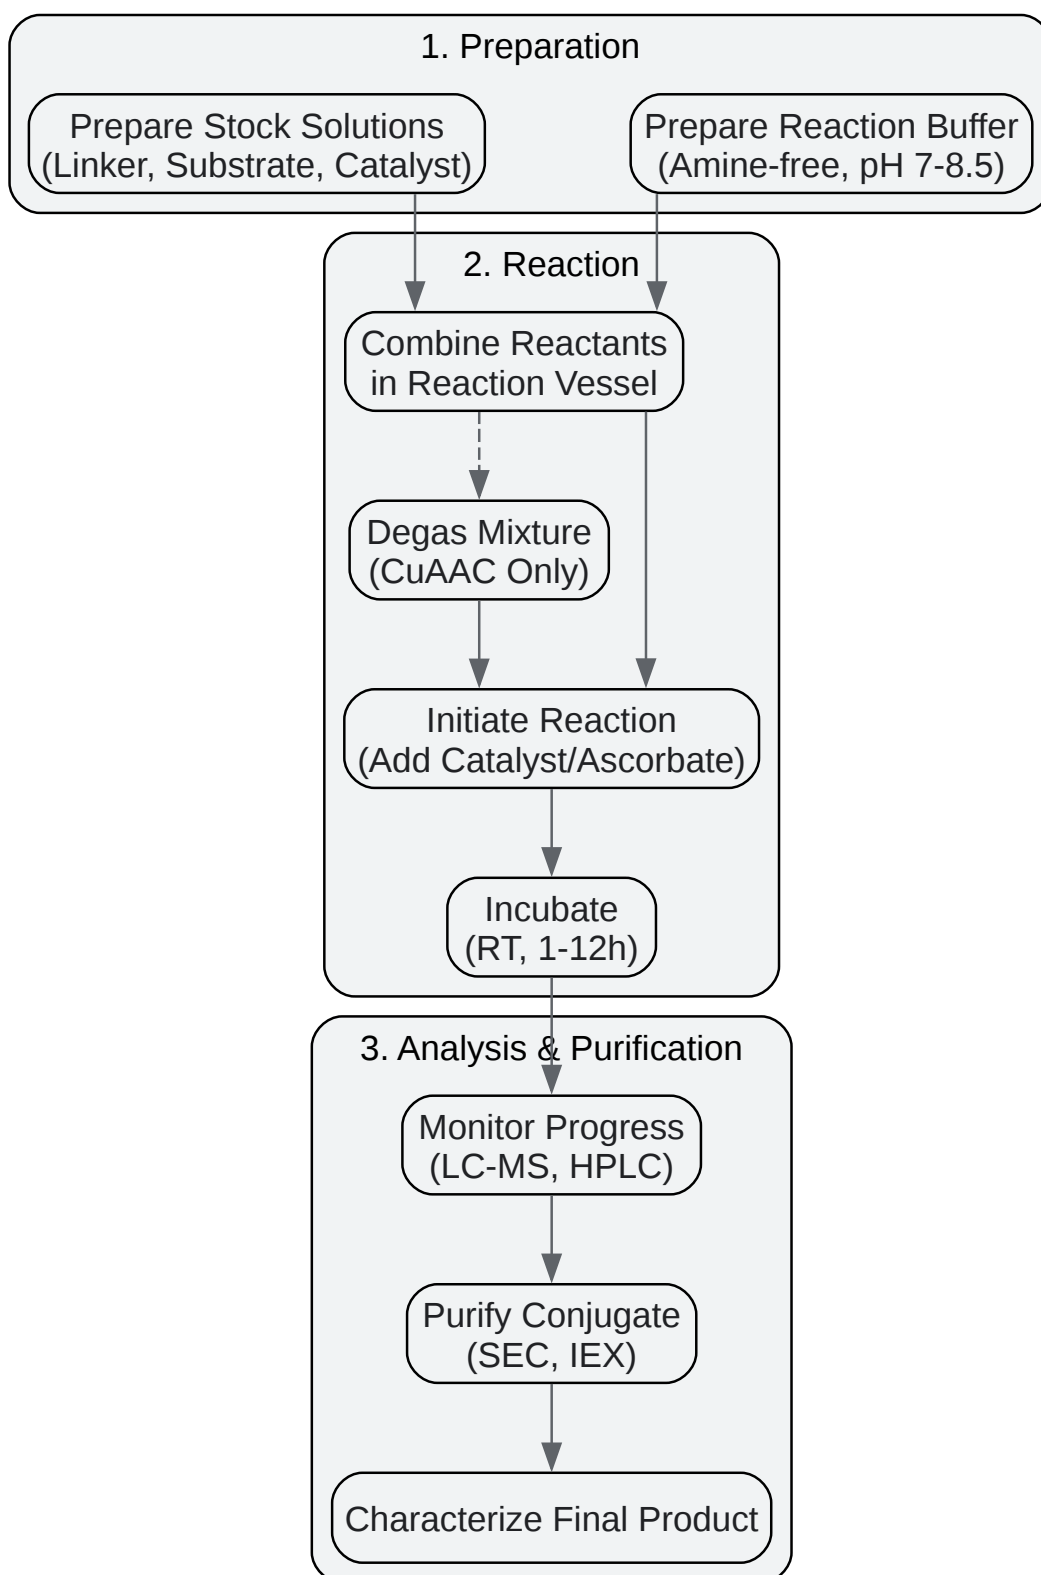 1. Preparation
Prepare Stock Solutions
(Linker, Substrate, Catalyst)
Prepare Reaction Buffer
(Amine-free, pH 7-8.5)
2. Reaction
Combine Reactants
in Reaction Vessel
Degas Mixture
(CuAAC Only)
Initiate Reaction
(Add Catalyst/Ascorbate)
Incubate
(RT, 1-12h)
3. Analysis & Purification
Monitor Progress
(LC-MS, HPLC)
Purify Conjugate
(SEC, IEX)
Characterize Final Product